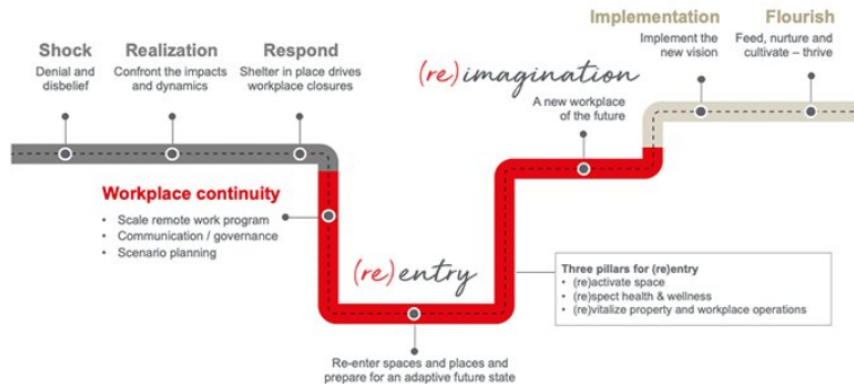 Shock
Denial and
disbelief
Realization
Confront the impacts
and dynamics
Respond
Shelter in place drives
workplace closures
Workplace continuity
• Scale remote work program
• Communication / governance
• Scenario planning
(re)entry
Re-enter spaces and places and
prepare for an adaptive future state
Three pillars for (re)entry
• (re)activate space
• (re)spect health & wellness
• (re)vitalize property and workplace operations
(re)imagination
A new workplace
of the future
Implementation
Implement the
new vision
Flourish
Feed, nurture and
cultivate – thrive